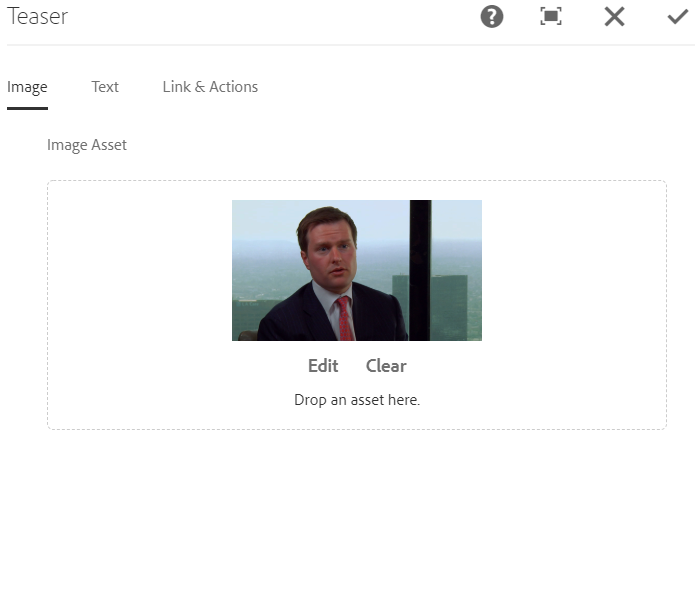 Teaser
Image Text Link & Actions
Image Asset
Edit Clear
Drop an asset here.